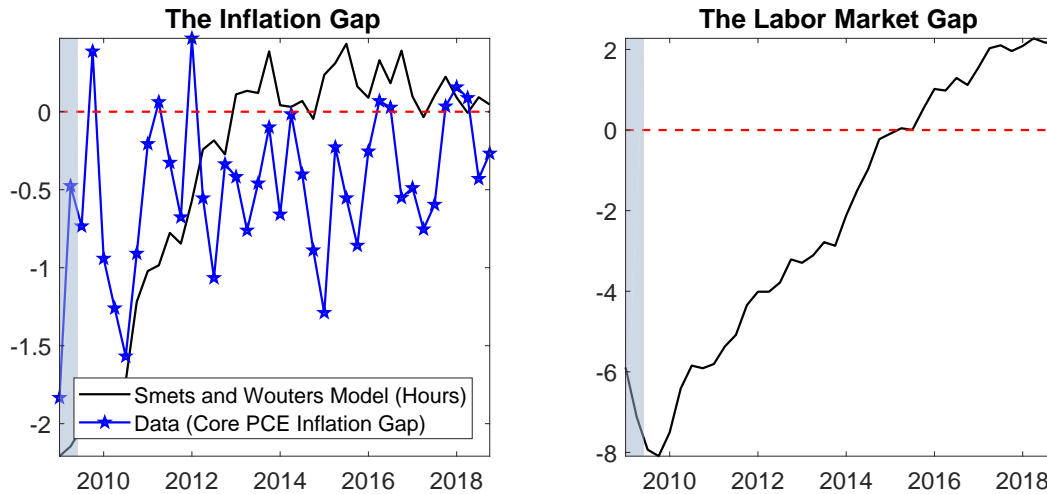 The Inflation Gap
0
-0.5
-1
-1.5
-2
Smets and Wouters Model (Hours)
Data (Core PCE Inflation Gap)
2010 2012 2014 2016 2018
The Labor Market Gap
2
0
-2
-4
-6
-8
2010 2012 2014 2016 2018